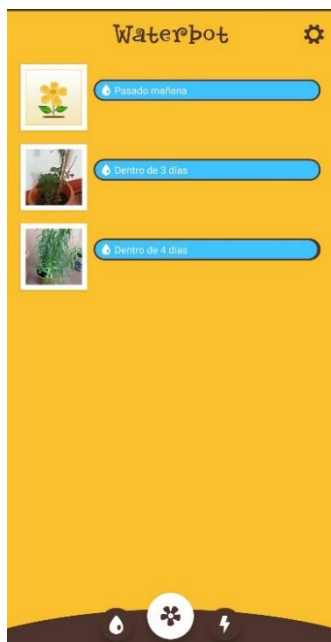 Waterbot
Pasado mañana
Dentro de 3 días
Dentro de 4 días